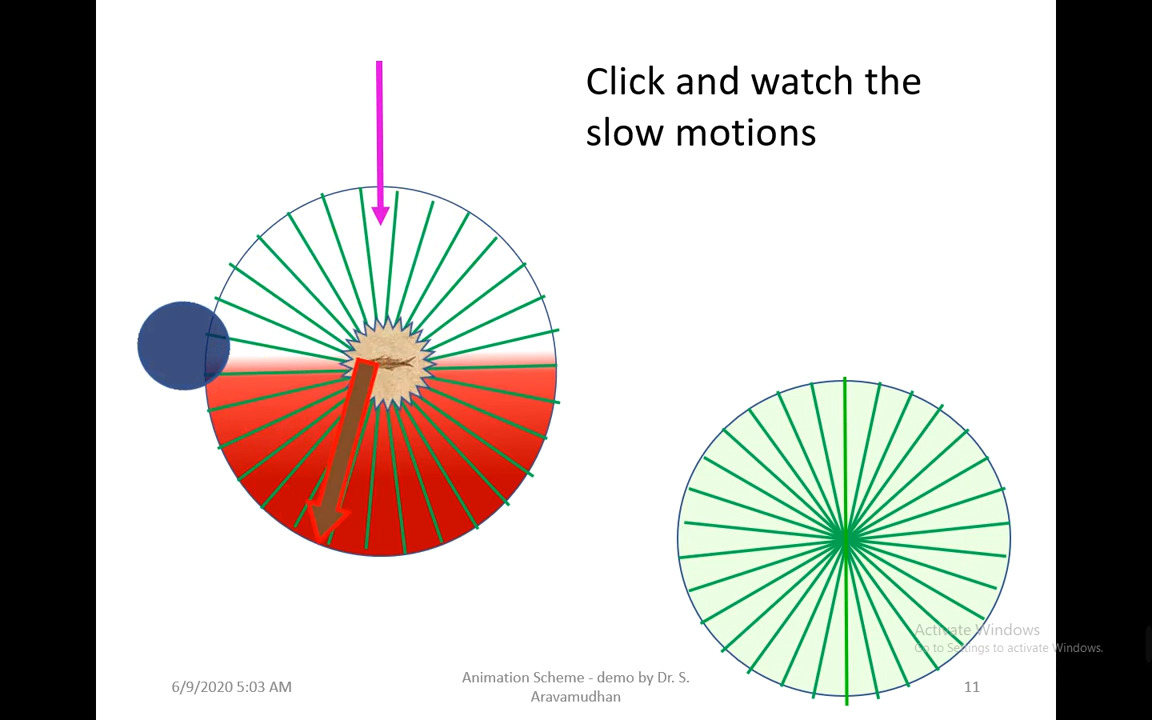 Click and watch the
slow motions
Activate Windows
Go to Settings to activate Windows.
6/9/2020 5:03 AM
Animation Scheme - demo by Dr. S.
Aravamudhan
11